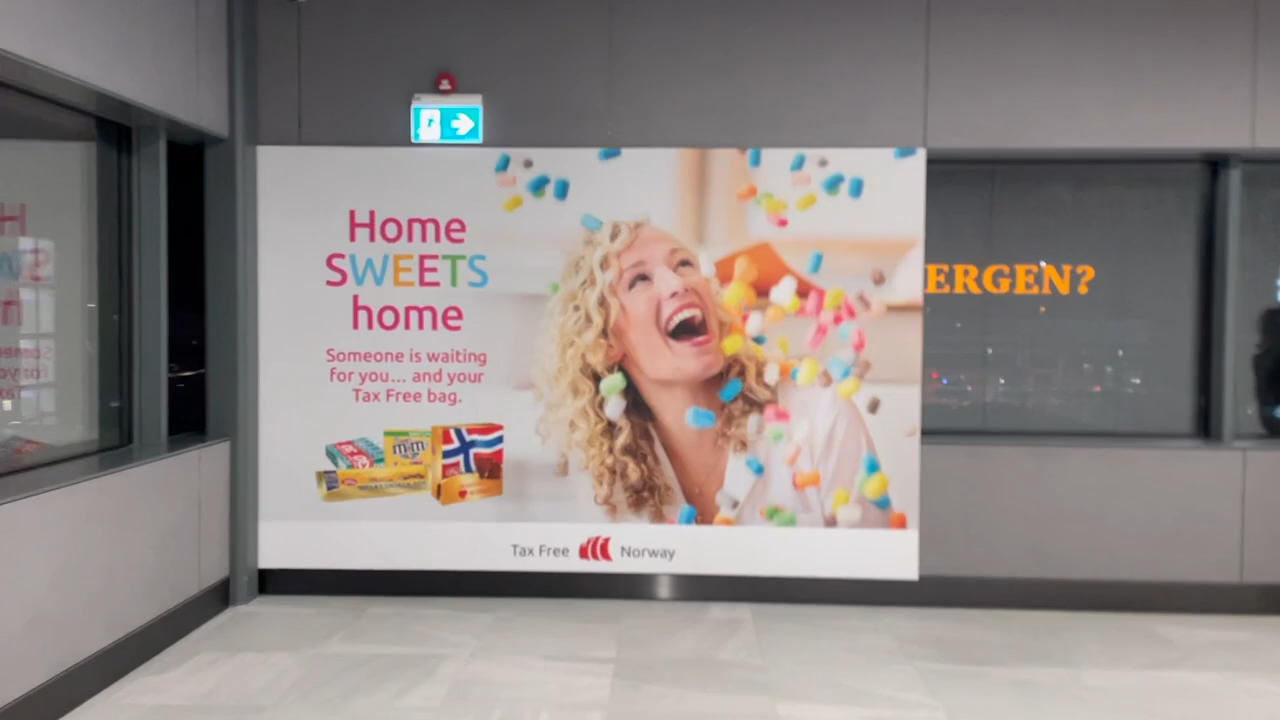 Home
SWEETS
home
Someone is waiting
for you... and your
Tax Free bag.
m&m's
Tax Free Norway
ERGEN?